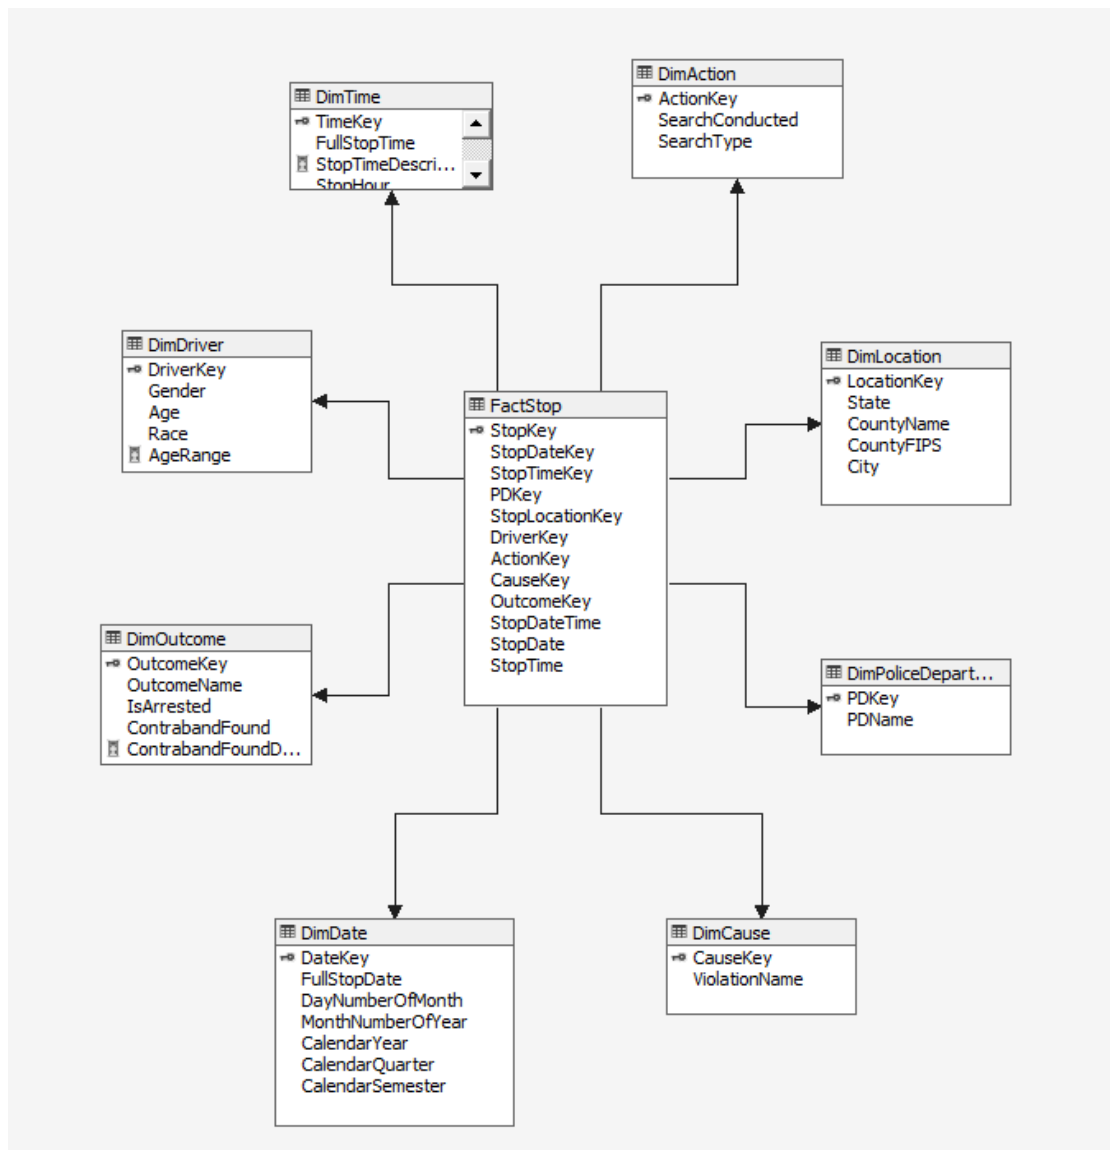 DimTime
TimeKey
FullStopTime
StopTimeDescri...
StopHour
DimAction
ActionKey
SearchConducted
SearchType
DimDriver
DriverKey
Gender
Age
Race
AgeRange
FactStop
StopKey
StopDateKey
StopTimeKey
PDKey
StopLocationKey
DriverKey
ActionKey
CauseKey
OutcomeKey
StopDateTime
StopDate
StopTime
DimLocation
LocationKey
State
CountyName
CountyFIPS
City
DimOutcome
OutcomeKey
OutcomeName
IsArrested
ContrabandFound
ContrabandFoundD...
DimPoliceDepart...
PDKey
PDName
DimDate
DateKey
FullStopDate
DayNumberOfMonth
MonthNumberOfYear
CalendarYear
CalendarQuarter
CalendarSemester
DimCause
CauseKey
ViolationName